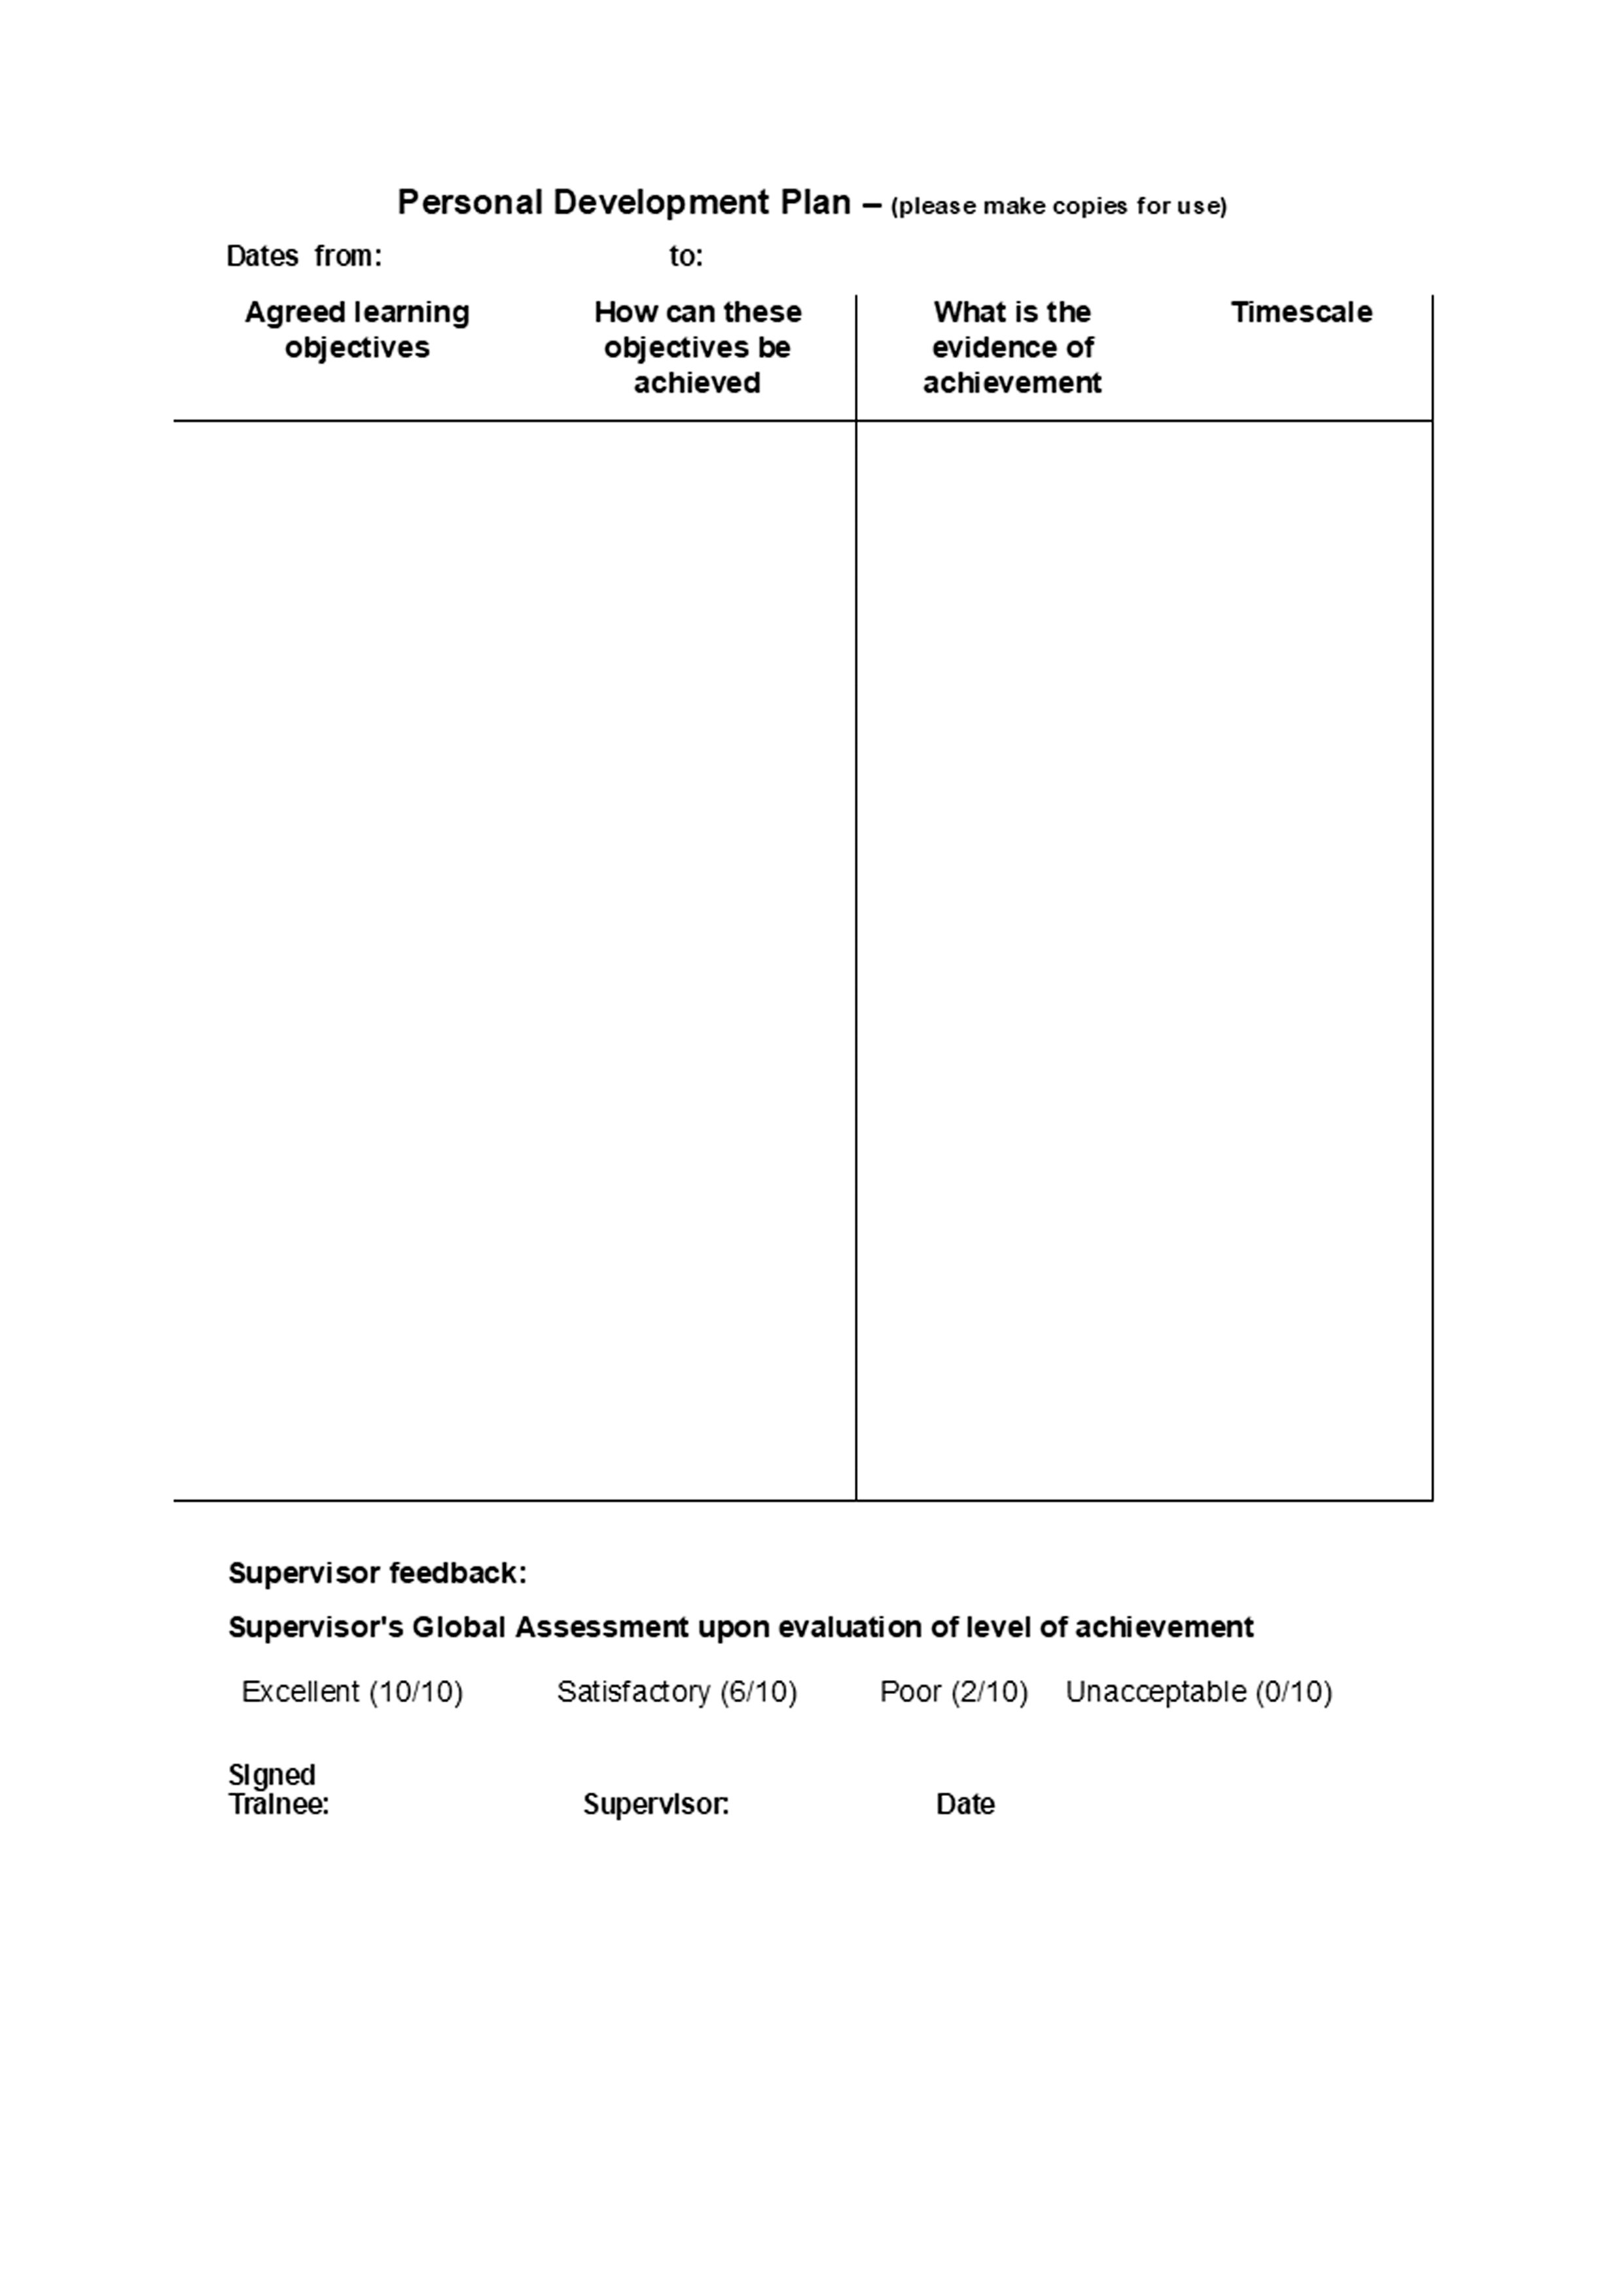 Personal Development Plan – (please make copies for use)
Dates from: to:
Agreed learning
objectives
How can these
objectives be
achieved
What is the
evidence of
achievement
Timescale
Supervisor feedback:
Supervisor's Global Assessment upon evaluation of level of achievement
Excellent (10/10) Satisfactory (6/10) Poor (2/10) Unacceptable (0/10)
Signed
Trainee: Supervisor: Date